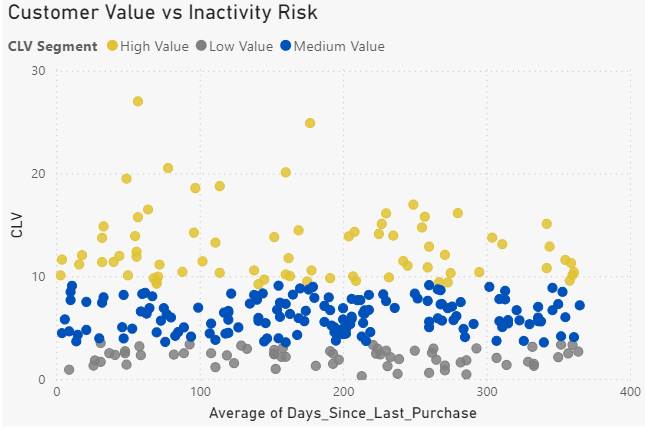 Customer Value vs Inactivity Risk
CLV Segment High Value Low Value Medium Value
30
20
10
0
CLV
0 100 200 300 400
Average of Days_Since_Last_Purchase